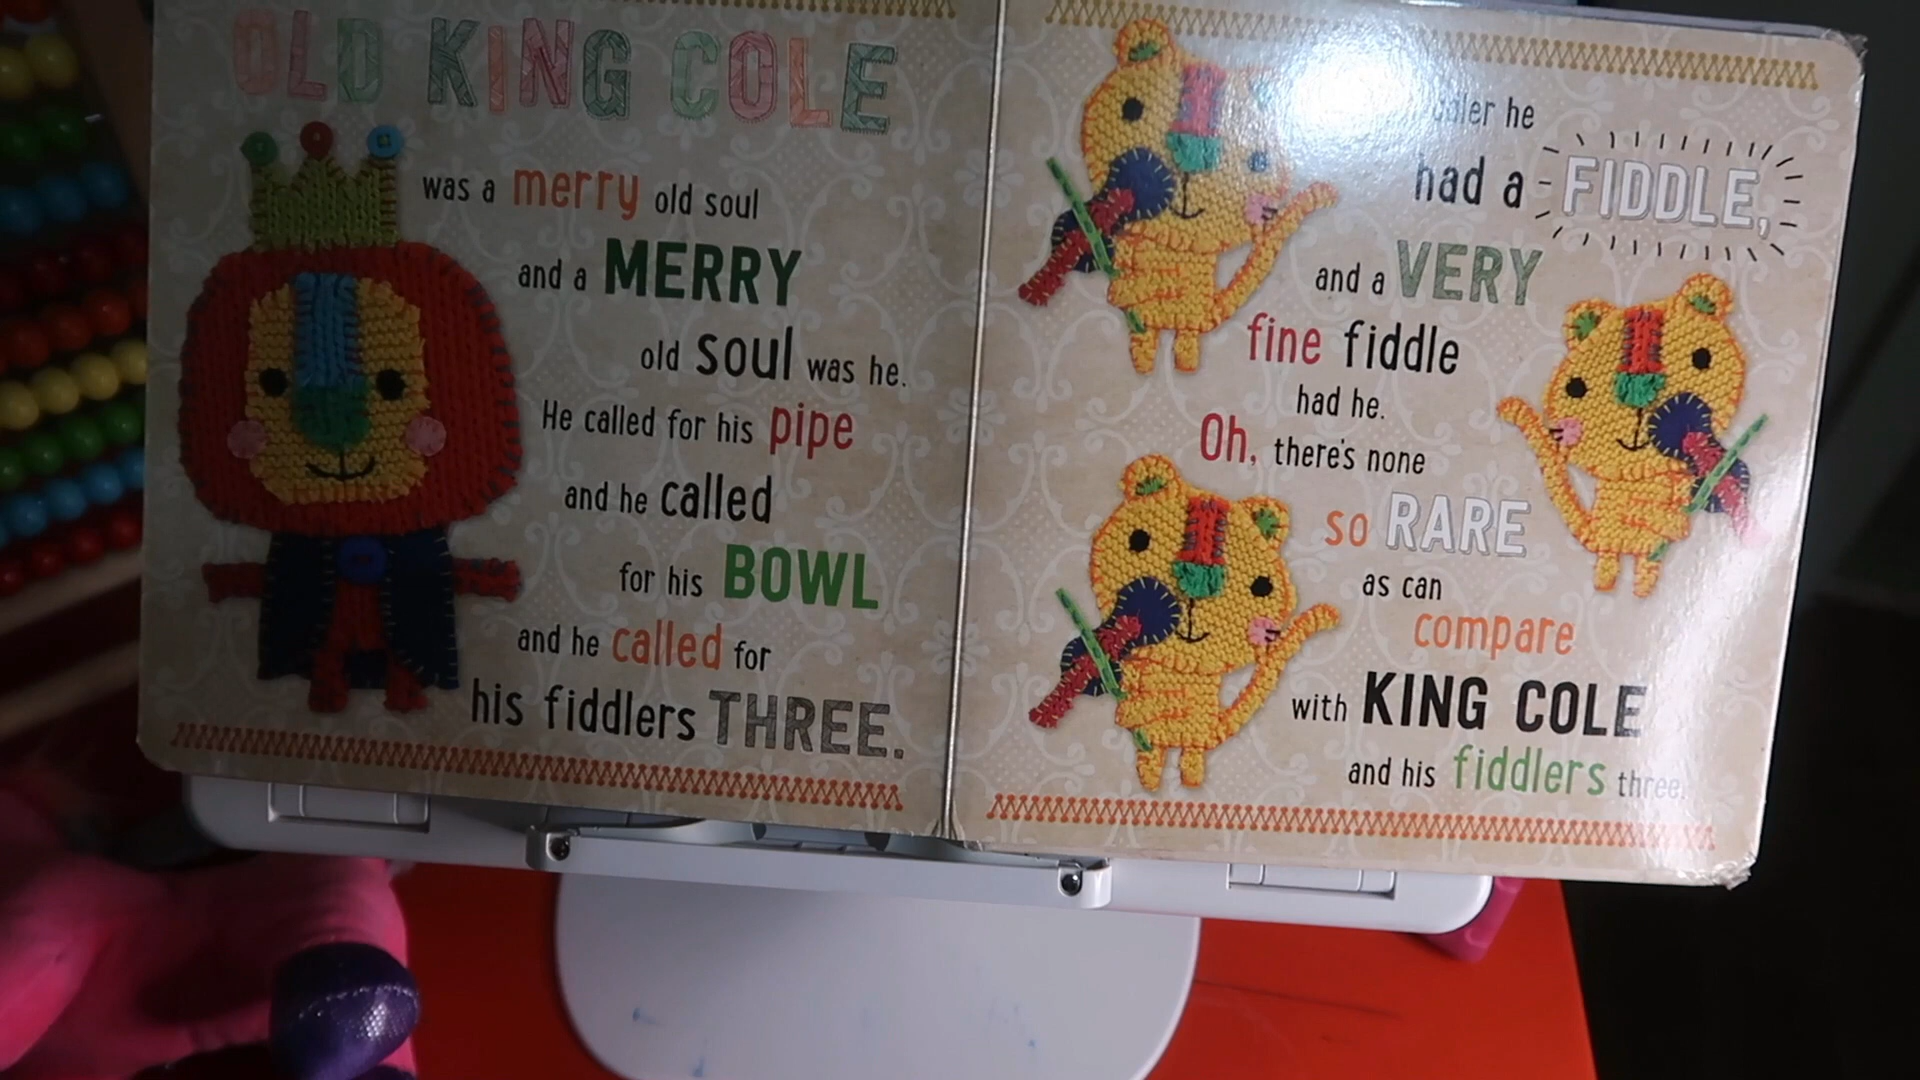 OLD KING COLE
was a merry old soul
and a MERRY
old soul was he.
He called for his pipe
and he called
for his BOWL
and he called for
his fiddlers THREE.
he
had a FIDDLE,
and a VERY
fine fiddle
had he.
Oh, there's none
so RARE
as can
compare
with KING COLE
and his fiddlers three.